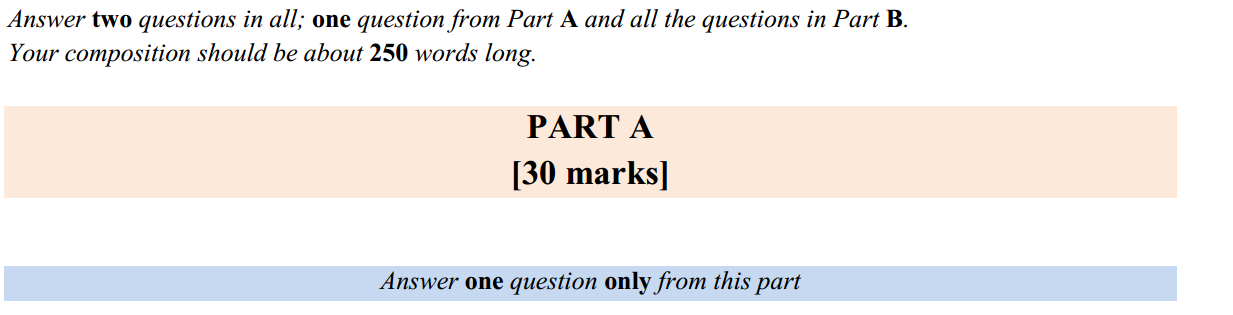 Answer two questions in all; one question from Part A and all the questions in Part B.
Your composition should be about 250 words long.
PART A
[30 marks]
Answer one question only from this part